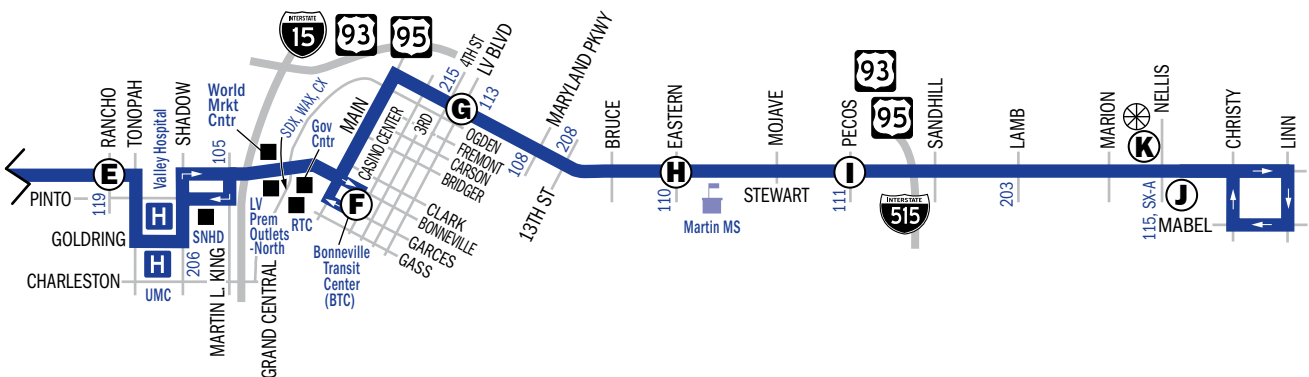 INTERSTATE
15
93
95
RANCHO
TONOPAH
SHADOW
Valley Hospital
105
World
Mrkt
Cntr
SDX, WAX, CX
Gov
Cntr
MAIN
CASINO CENTER
3RD
4TH ST
215
LV BLVD
113
G
OGDEN
FREMONT
CARSON
BRIDGER
CLARK
BONNEVILLE
GARCES
GASS
108
MARYLAND PKWY
208
13TH ST
BRUCE
EASTERN
H
110
Martin MS
MOJAVE
STEWART
93
95
PECOS
I
111
SANDHILL
INTERSTATE
515
LAMB
203
MARION
K
NELLIS
115, SX-A
J
MABEL
CHRISTY
LINN
E
PINTO
119
H
GOLDRING
H
UMC
CHARLESTON
206
SNHD
MARTIN L. KING
GRAND CENTRAL
LV
Prem
Outlets
-North
RTC
F
Bonneville
Transit
Center
(BTC)